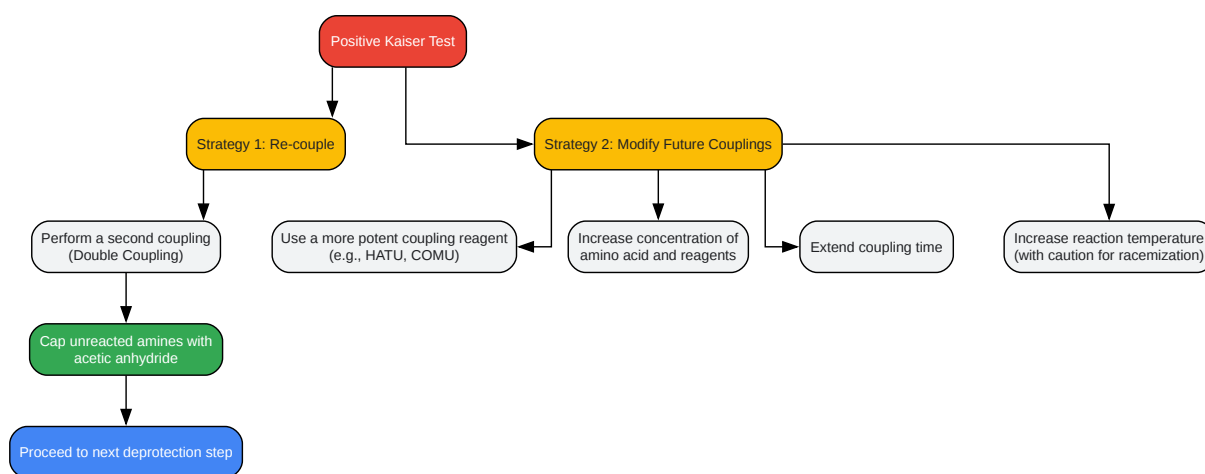 Positive Kaiser Test
Strategy 1: Re-couple
Strategy 2: Modify Future Couplings
Perform a second coupling
(Double Coupling)
Use a more potent coupling reagent
(e.g., HATU, COMU)
Increase concentration of
amino acid and reagents
Extend coupling time
Increase reaction temperature
(with caution for racemization)
Cap unreacted amines with
acetic anhydride
Proceed to next deprotection step